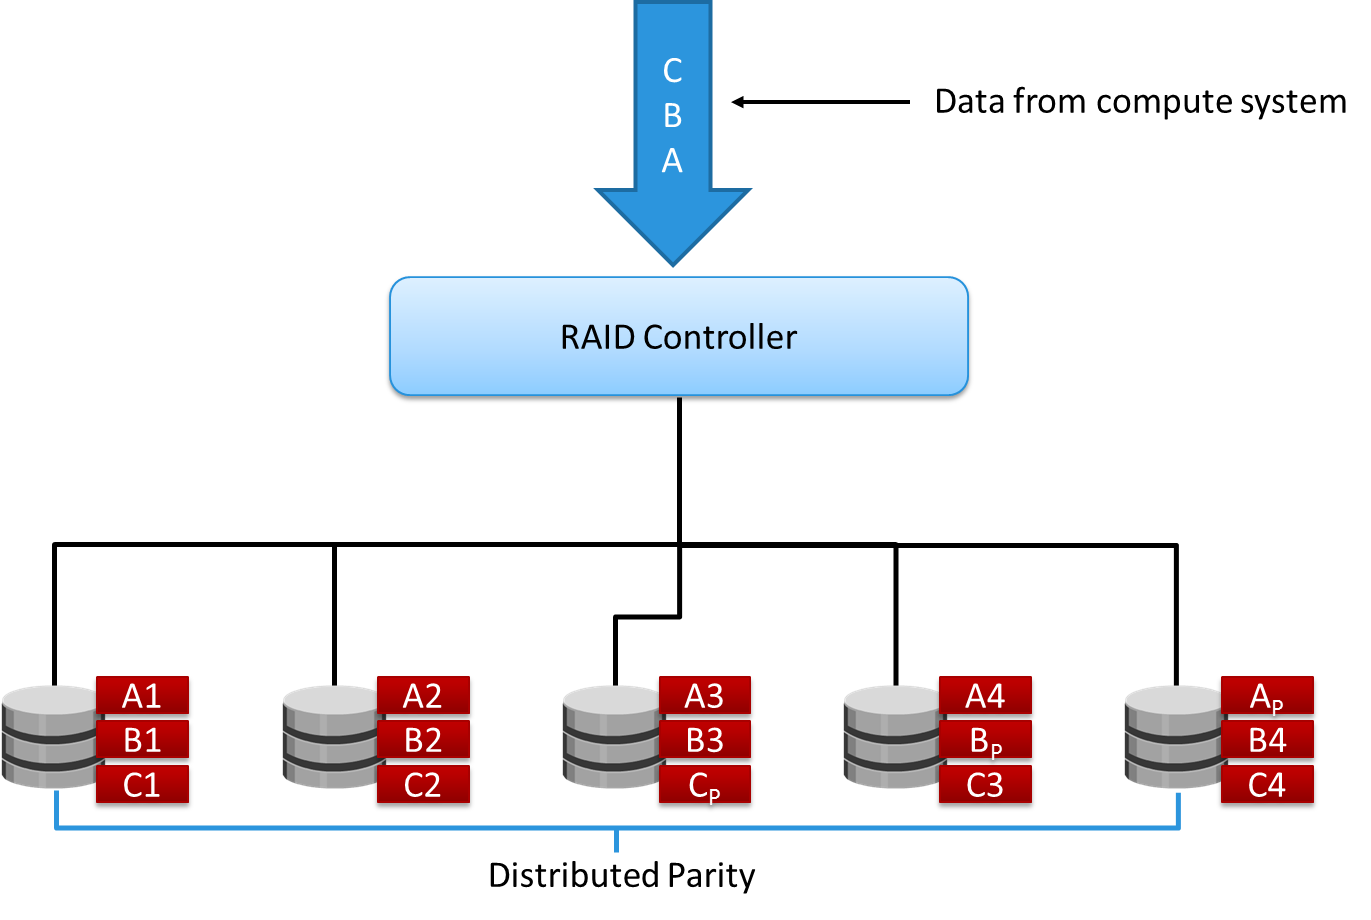 C
B
A
Data from compute system
RAID Controller
A1 A2 A3 A4 AP
B1 B2 B3 BP B4
C1 C2 CP C3 C4
Distributed Parity